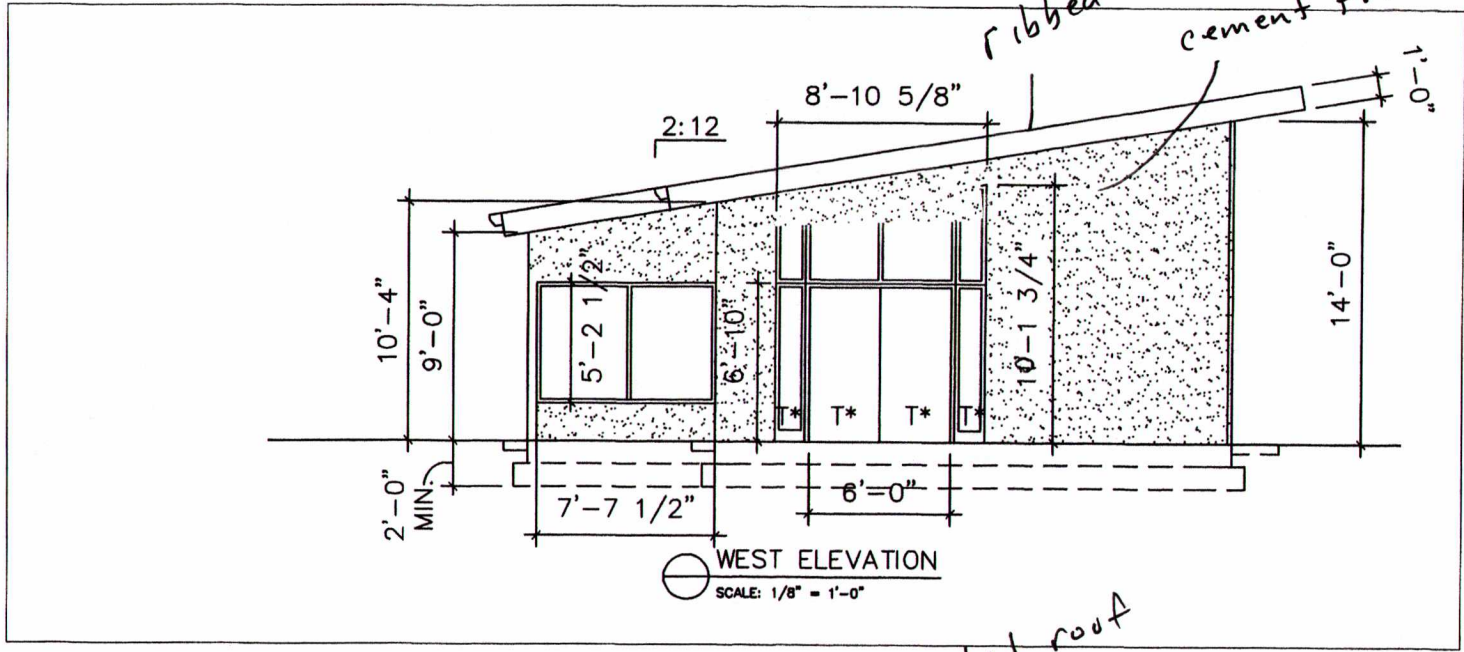 ribbed
cement
1'-0"
8'-10 5/8"
2:12
10'-4"
9'-0"
5'-2 1/2"
6'-10"
10'-1 3/4"
14'-0"
T* T* T* T*
2'-0"
MIN.
7'-7 1/2"
6'-0"
WEST ELEVATION
SCALE: 1/8" = 1'-0"
roof